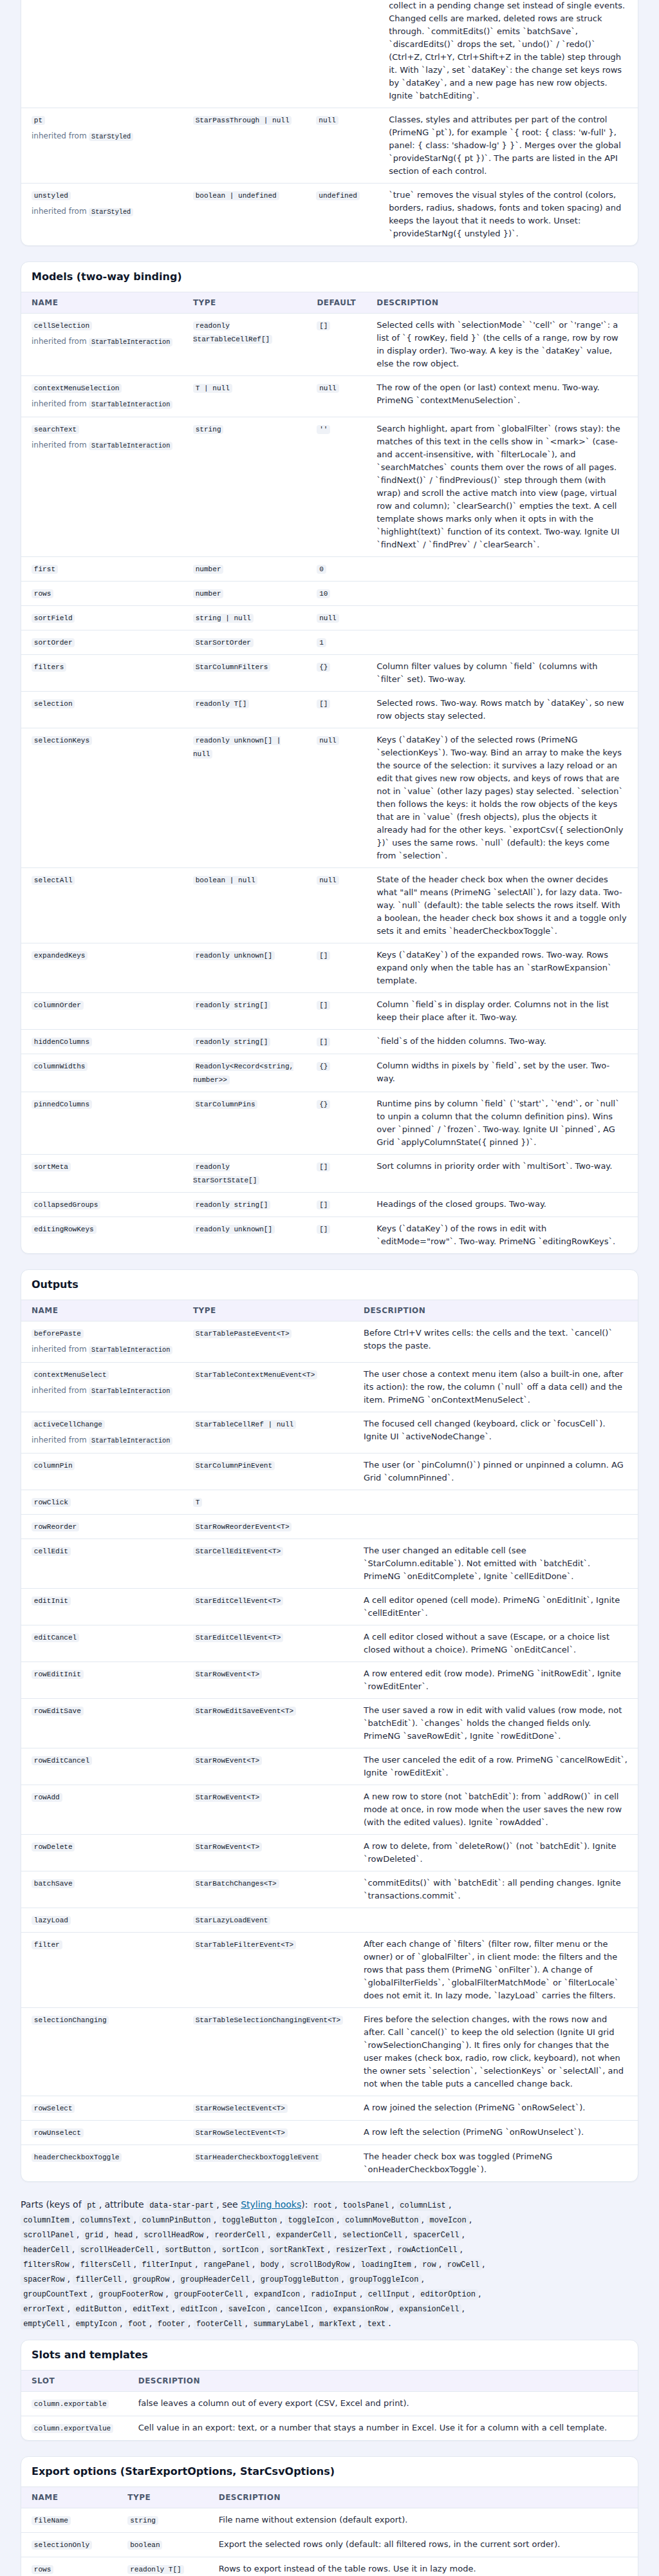 collect in a pending change set instead of single events.
Changed cells are marked, deleted rows are struck
through. `commitEdits()` emits `batchSave`,
`discardEdits()` drops the set, `undo()` / `redo()`
(Ctrl+Z, Ctrl+Y, Ctrl+Shift+Z in the table) step through
it. With `lazy`, set `dataKey`: the change set keys rows
by `dataKey`, and a new page has new row objects.
Ignite `batchEditing`.
pt StarPassThrough | null null Classes, styles and attributes per part of the control
inherited from StarStyled (PrimeNG `pt`), for example `{ root: { class: 'w-full' },
panel: { class: 'shadow-lg' } }`. Merges over the global
`provideStarNg({ pt })`. The parts are listed in the API
section of each control.
unstyled boolean | undefined undefined `true` removes the visual styles of the control (colors,
inherited from StarStyled borders, radius, shadows, fonts and token spacing) and
keeps the layout that it needs to work. Unset:
`provideStarNg({ unstyled })`.
Models (two-way binding)
NAME TYPE DEFAULT DESCRIPTION
cellSelection readonly [] Selected cells with `selectionMode` `'cell'` or `'range'`: a
inherited from StarTableInteraction StarTableCellRef[] list of `{ rowKey, field }` (the cells of a range, row by row
in display order). Two-way. A key is the `dataKey` value,
else the row object.
contextMenuSelection T | null null The row of the open (or last) context menu. Two-way.
inherited from StarTableInteraction PrimeNG `contextMenuSelection`.
searchText string '' Search highlight, apart from `globalFilter` (rows stay): the
inherited from StarTableInteraction matches of this text in the cells show in `<mark>` (case-
and accent-insensitive, with `filterLocale`), and
`searchMatches` counts them over the rows of all pages.
`findNext()` / `findPrevious()` step through them (with
wrap) and scroll the active match into view (page, virtual
row and column); `clearSearch()` empties the text. A cell
template shows marks only when it opts in with the
`highlight(text)` function of its context. Two-way. Ignite UI
`findNext` / `findPrev` / `clearSearch`.
first number 0
rows number 10
sortField string | null null
sortOrder StarSortOrder 1
filters StarColumnFilters {} Column filter values by column `field` (columns with
`filter` set). Two-way.
selection readonly T[] [] Selected rows. Two-way. Rows match by `dataKey`, so new
row objects stay selected.
selectionKeys readonly unknown[] | null Keys (`dataKey`) of the selected rows (PrimeNG
null `selectionKeys`). Two-way. Bind an array to make the keys
the source of the selection: it survives a lazy reload or an
edit that gives new row objects, and keys of rows that are
not in `value` (other lazy pages) stay selected. `selection`
then follows the keys: it holds the row objects of the keys
that are in `value` (fresh objects), plus the objects it
already had for the other keys. `exportCsv({ selectionOnly
})` uses the same rows. `null` (default): the keys come
from `selection`.
selectAll boolean | null null State of the header check box when the owner decides
what "all" means (PrimeNG `selectAll`), for lazy data. Two-
way. `null` (default): the table selects the rows itself. With
a boolean, the header check box shows it and a toggle only
sets it and emits `headerCheckboxToggle`.
expandedKeys readonly unknown[] [] Keys (`dataKey`) of the expanded rows. Two-way. Rows
expand only when the table has an `starRowExpansion`
template.
columnOrder readonly string[] [] Column `field`s in display order. Columns not in the list
keep their place after it. Two-way.
hiddenColumns readonly string[] [] `field`s of the hidden columns. Two-way.
columnWidths Readonly<Record<string, {} Column widths in pixels by `field`, set by the user. Two-
number>> way.
pinnedColumns StarColumnPins {} Runtime pins by column `field` (`'start'`, `'end'`, or `null`
to unpin a column that the column definition pins). Wins
over `pinned` / `frozen`. Two-way. Ignite UI `pinned`, AG
Grid `applyColumnState({ pinned })`.
sortMeta readonly [] Sort columns in priority order with `multiSort`. Two-way.
StarSortState[]
collapsedGroups readonly string[] [] Headings of the closed groups. Two-way.
editingRowKeys readonly unknown[] [] Keys (`dataKey`) of the rows in edit with
`editMode="row"`. Two-way. PrimeNG `editingRowKeys`.
Outputs
NAME TYPE DESCRIPTION
beforePaste StarTablePasteEvent<T> Before Ctrl+V writes cells: the cells and the text. `cancel()`
inherited from StarTableInteraction stops the paste.
contextMenuSelect StarTableContextMenuEvent<T> The user chose a context menu item (also a built-in one, after
inherited from StarTableInteraction its action): the row, the column (`null` off a data cell) and the
item. PrimeNG `onContextMenuSelect`.
activeCellChange StarTableCellRef | null The focused cell changed (keyboard, click or `focusCell`).
inherited from StarTableInteraction Ignite UI `activeNodeChange`.
columnPin StarColumnPinEvent The user (or `pinColumn()`) pinned or unpinned a column. AG
Grid `columnPinned`.
rowClick T
rowReorder StarRowReorderEvent<T>
cellEdit StarCellEditEvent<T> The user changed an editable cell (see
`StarColumn.editable`). Not emitted with `batchEdit`.
PrimeNG `onEditComplete`, Ignite `cellEditDone`.
editInit StarEditCellEvent<T> A cell editor opened (cell mode). PrimeNG `onEditInit`, Ignite
`cellEditEnter`.
editCancel StarEditCellEvent<T> A cell editor closed without a save (Escape, or a choice list
closed without a choice). PrimeNG `onEditCancel`.
rowEditInit StarRowEvent<T> A row entered edit (row mode). PrimeNG `initRowEdit`, Ignite
`rowEditEnter`.
rowEditSave StarRowEditSaveEvent<T> The user saved a row in edit with valid values (row mode, not
`batchEdit`). `changes` holds the changed fields only.
PrimeNG `saveRowEdit`, Ignite `rowEditDone`.
rowEditCancel StarRowEvent<T> The user canceled the edit of a row. PrimeNG `cancelRowEdit`,
Ignite `rowEditExit`.
rowAdd StarRowEvent<T> A new row to store (not `batchEdit`): from `addRow()` in cell
mode at once, in row mode when the user saves the new row
(with the edited values). Ignite `rowAdded`.
rowDelete StarRowEvent<T> A row to delete, from `deleteRow()` (not `batchEdit`). Ignite
`rowDeleted`.
batchSave StarBatchChanges<T> `commitEdits()` with `batchEdit`: all pending changes. Ignite
`transactions.commit`.
lazyLoad StarLazyLoadEvent
filter StarTableFilterEvent<T> After each change of `filters` (filter row, filter menu or the
owner) or of `globalFilter`, in client mode: the filters and the
rows that pass them (PrimeNG `onFilter`). A change of
`globalFilterFields`, `globalFilterMatchMode` or `filterLocale`
does not emit it. In lazy mode, `lazyLoad` carries the filters.
selectionChanging StarTableSelectionChangingEvent<T> Fires before the selection changes, with the rows now and
after. Call `cancel()` to keep the old selection (Ignite UI grid
`rowSelectionChanging`). It fires only for changes that the
user makes (check box, radio, row click, keyboard), not when
the owner sets `selection`, `selectionKeys` or `selectAll`, and
not when the table puts a cancelled change back.
rowSelect StarRowSelectEvent<T> A row joined the selection (PrimeNG `onRowSelect`).
rowUnselect StarRowSelectEvent<T> A row left the selection (PrimeNG `onRowUnselect`).
headerCheckboxToggle StarHeaderCheckboxToggleEvent The header check box was toggled (PrimeNG
`onHeaderCheckboxToggle`).
Parts (keys of pt, attribute data-star-part, see Styling hooks): root, toolsPanel, columnList,
columnItem, columnsText, columnPinButton, toggleButton, toggleIcon, columnMoveButton, moveIcon,
scrollPanel, grid, head, scrollHeadRow, reorderCell, expanderCell, selectionCell, spacerCell,
headerCell, scrollHeaderCell, sortButton, sortIcon, sortRankText, resizerText, rowActionCell,
filtersRow, filtersCell, filterInput, rangePanel, body, scrollBodyRow, loadingItem, row, rowCell,
spacerRow, fillerCell, groupRow, groupHeaderCell, groupToggleButton, groupToggleIcon,
groupCountText, groupFooterRow, groupFooterCell, expandIcon, radioInput, cellInput, editorOption,
errorText, editButton, editText, editIcon, saveIcon, cancelIcon, expansionRow, expansionCell,
emptyCell, emptyIcon, foot, footer, footerCell, summaryLabel, markText, text.
Slots and templates
SLOT DESCRIPTION
column.exportable false leaves a column out of every export (CSV, Excel and print).
column.exportValue Cell value in an export: text, or a number that stays a number in Excel. Use it for a column with a cell template.
Export options (StarExportOptions, StarCsvOptions)
NAME TYPE DESCRIPTION
fileName string File name without extension (default export).
selectionOnly boolean Export the selected rows only (default: all filtered rows, in the current sort order).
rows readonly T[] Rows to export instead of the table rows. Use it in lazy mode.